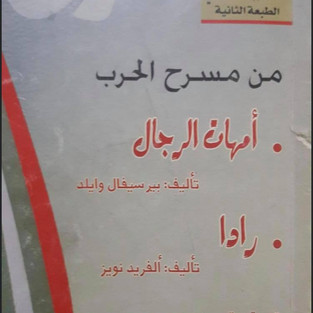 الطبعة الثانية
من مسرح الحرب
• أمهات الرجال
تأليف: بيرسيفال وايلد
• رادا
تأليف: ألفريد نويز